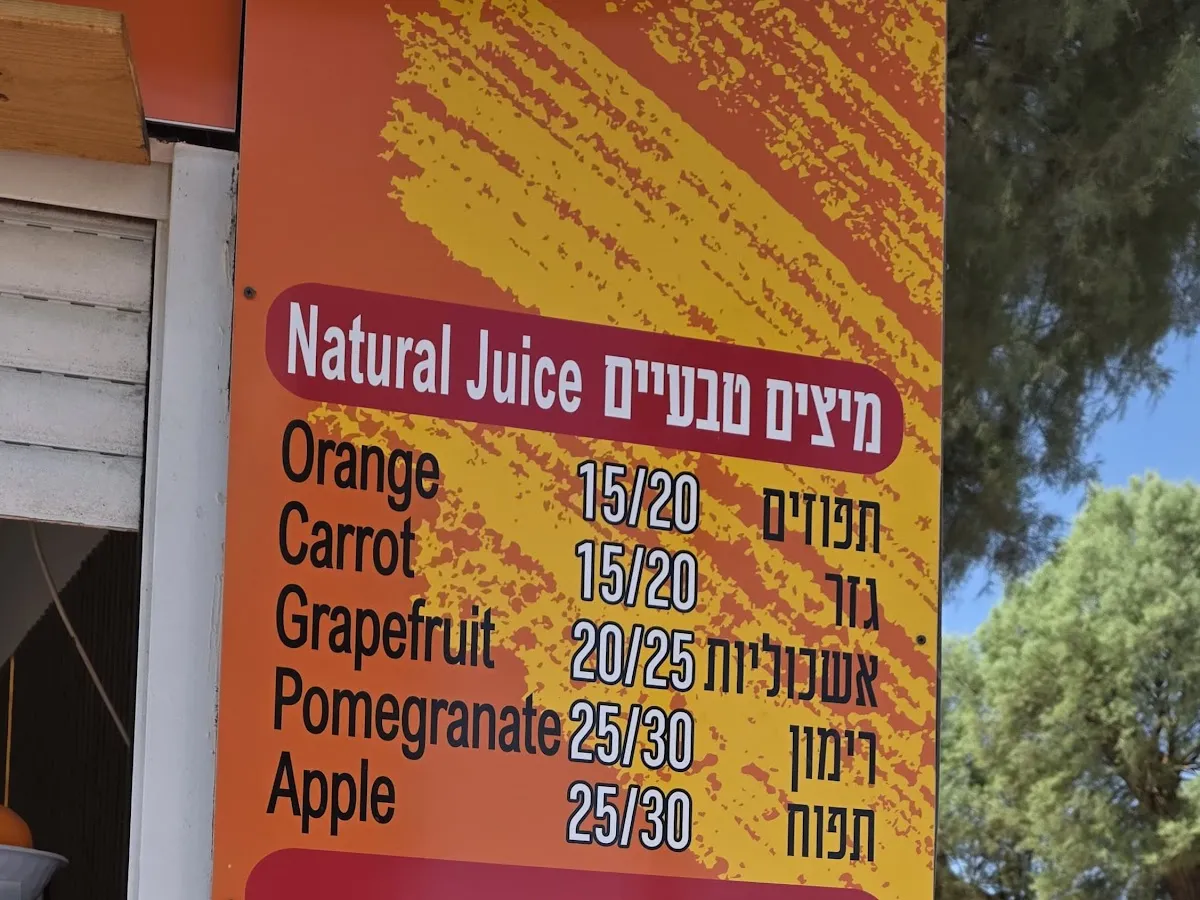 Natural Juice מיצים טבעיים
Orange 15/20 תפוזים
Carrot 15/20 גזר
Grapefruit 20/25 אשכוליות
Pomegranate 25/30 רימון
Apple 25/30 תפוח